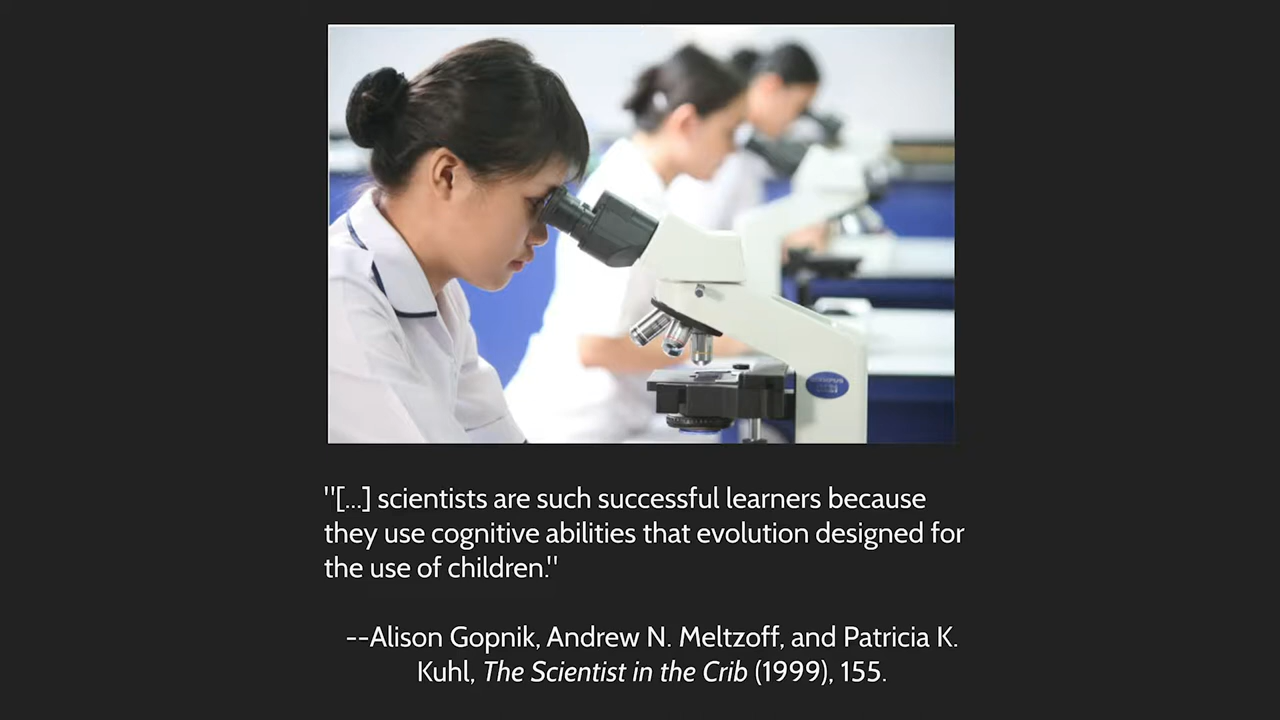 OLYMPUS
"[...] scientists are such successful learners because
they use cognitive abilities that evolution designed for
the use of children."
--Alison Gopnik, Andrew N. Meltzoff, and Patricia K.
Kuhl, The Scientist in the Crib (1999), 155.